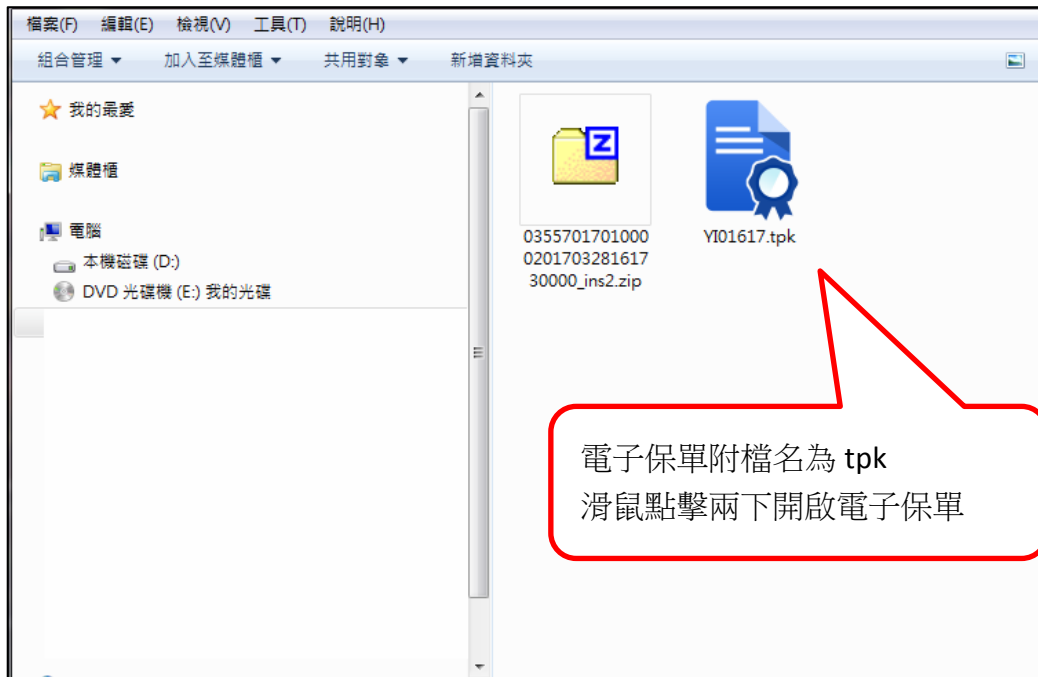 檔案(F) 編輯(E) 檢視(V) 工具(T) 說明(H)
組合管理 加入至媒體櫃 共用對象 新增資料夾
我的最愛
媒體櫃
電腦
本機磁碟 (D:)
DVD 光碟機 (E:) 我的光碟
0355701701000
0201703281617
30000_ins2.zip
Z
YI01617.tpk
電子保單附檔名為 tpk
滑鼠點擊兩下開啟電子保單